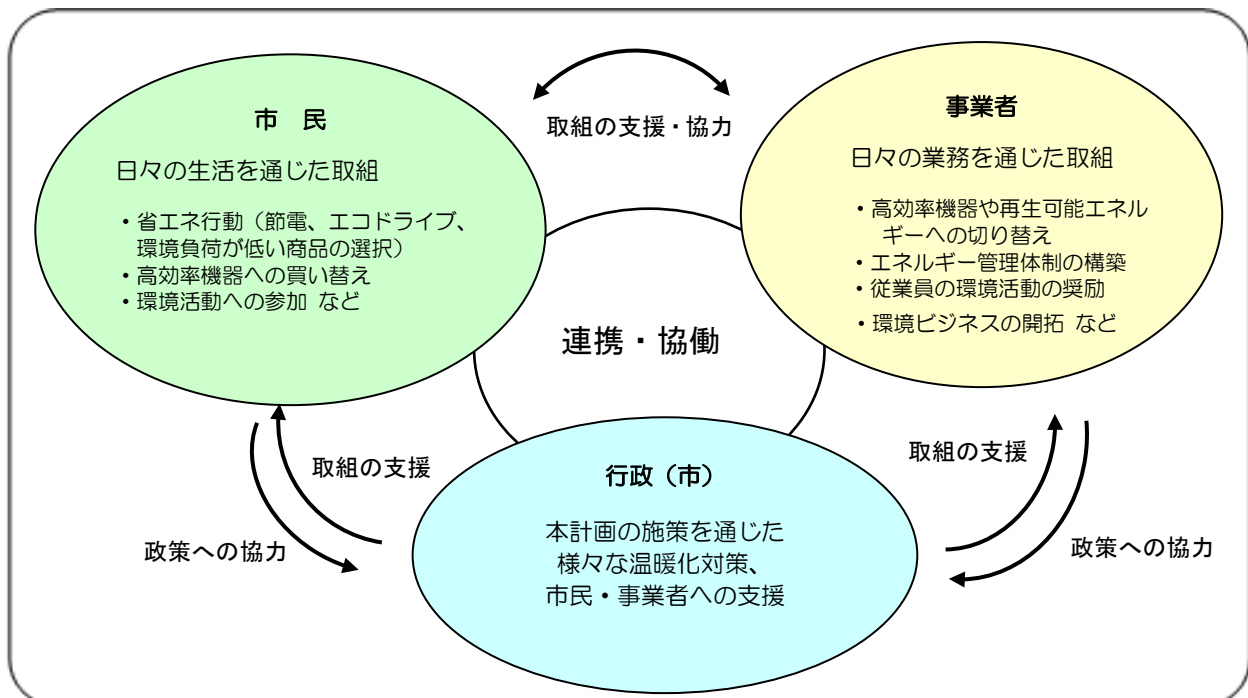 市　民
日々の生活を通じた取組
・省エネ行動（節電、エコドライブ、
環境負荷が低い商品の選択）
・高効率機器への買い替え
・環境活動への参加 など
取組の支援・協力
事業者
日々の業務を通じた取組
・高効率機器や再生可能エネル
ギーへの切り替え
・エネルギー管理体制の構築
・従業員の環境活動の奨励
・環境ビジネスの開拓 など
連携・協働
取組の支援
政策への協力
行政（市）
本計画の施策を通じた
様々な温暖化対策、
市民・事業者への支援
取組の支援
政策への協力